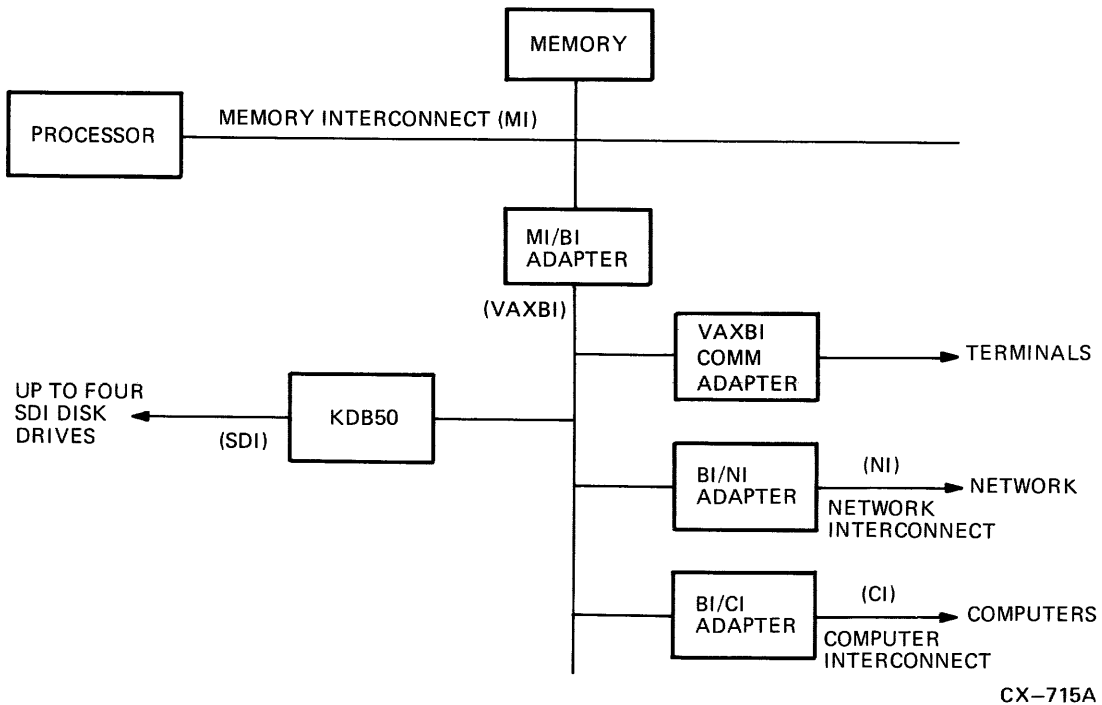 MEMORY
PROCESSOR
MEMORY INTERCONNECT (MI)
MI/BI
ADAPTER
(VAXBI)
VAXBI
COMM
ADAPTER
TERMINALS
UP TO FOUR
SDI DISK
DRIVES
(SDI)
KDB50
BI/NI
ADAPTER
(NI)
NETWORK
INTERCONNECT
NETWORK
BI/CI
ADAPTER
(CI)
COMPUTER
INTERCONNECT
COMPUTERS
CX–715A